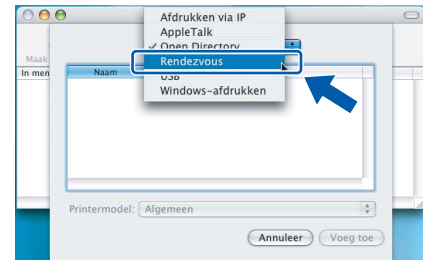 Afdrukken via IP
AppleTalk
✓ Open Directory
Rendezvous
USB
Windows-afdrukken
Maak
In men
Naam
Printermodel: Algemeen
Annuleer Voeg toe